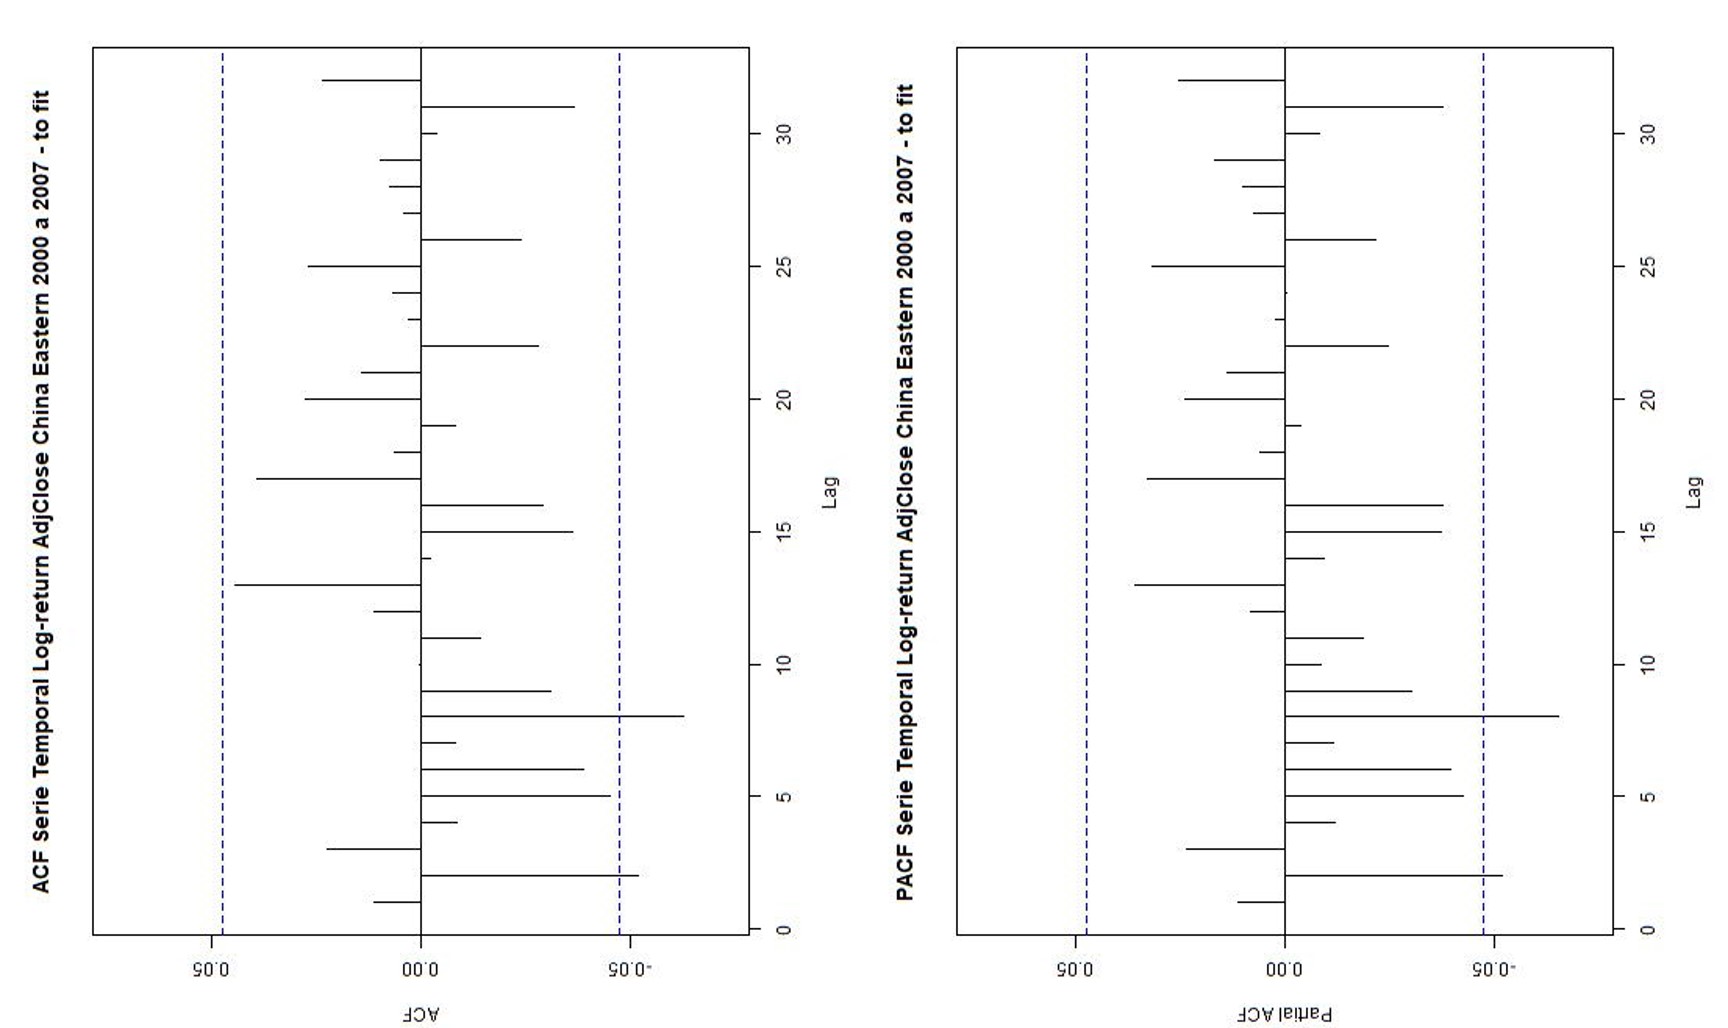 ACF Serie Temporal Log-return AdjClose China Eastern 2000 a 2007 - to fit
0.05
0.00
-0.05
ACF
0 5 10 15 20 25 30
Lag
PACF Serie Temporal Log-return AdjClose China Eastern 2000 a 2007 - to fit
0.05
0.00
-0.05
Partial ACF
0 5 10 15 20 25 30
Lag